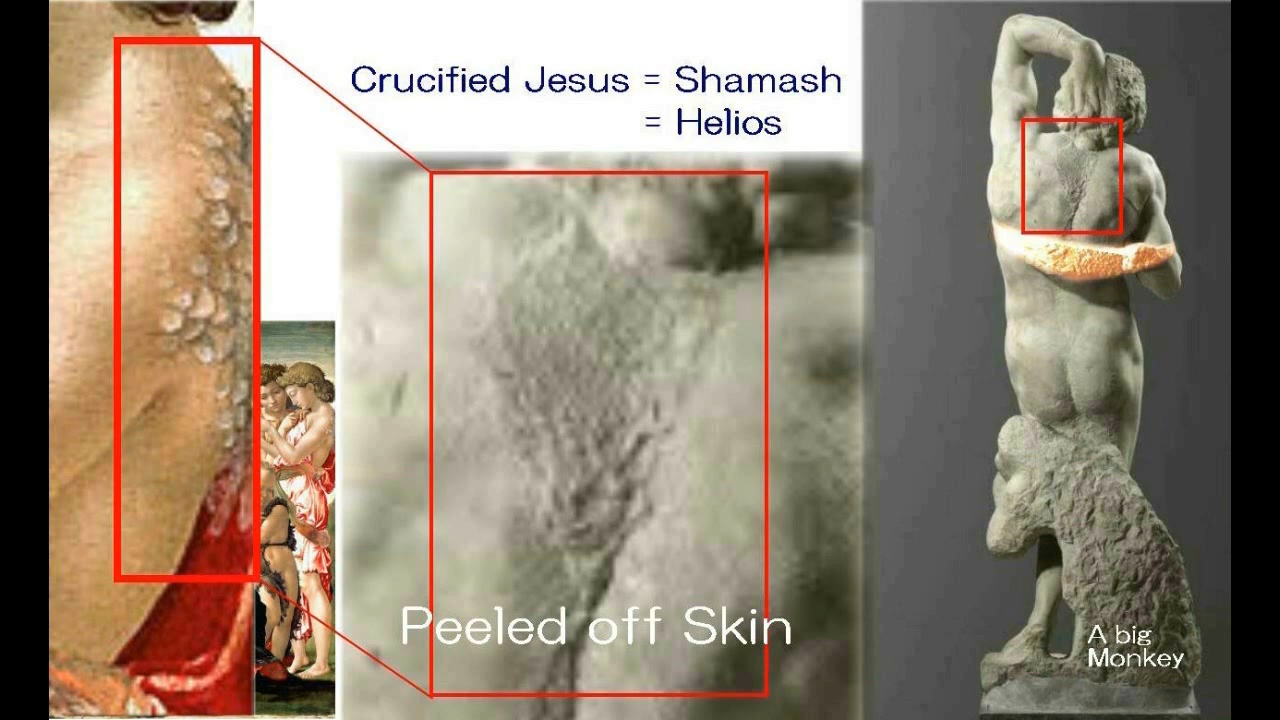 Crucified Jesus = Shamash
= Helios
Peeled off Skin
A big
Monkey